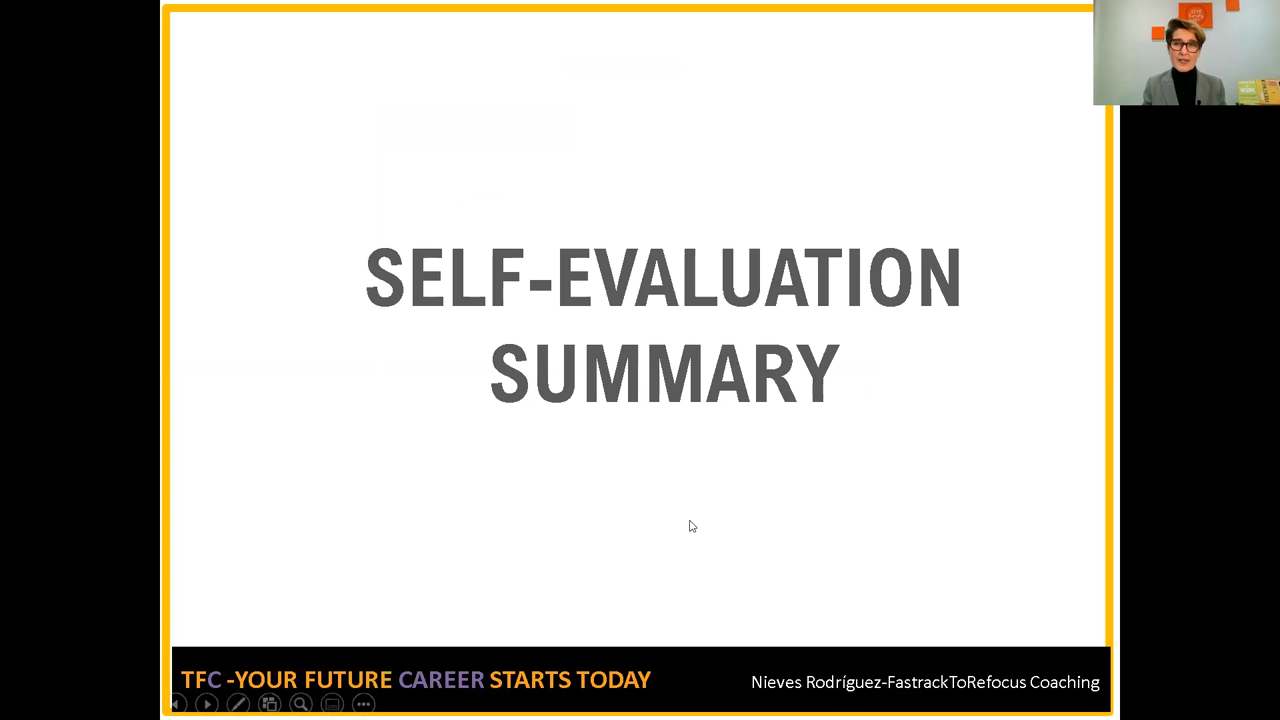 SELF-EVALUATION
SUMMARY
TFC -YOUR FUTURE CAREER STARTS TODAY
Nieves Rodríguez-FastrackToRefocus Coaching